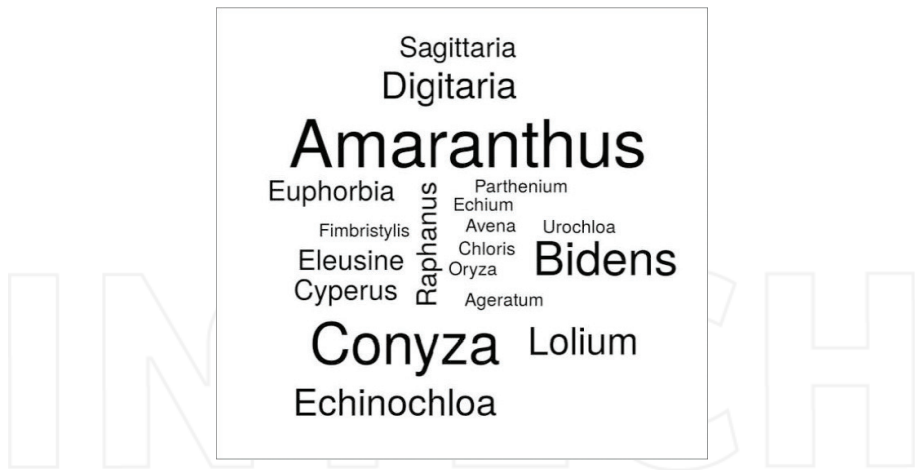 Sagittaria
Digitaria
Amaranthus
Euphorbia
Raphanus
Parthenium
Echium
Fimbristylis
Avena
Urochloa
Chloris
Eleusine
Oryza
Bidens
Cyperus
Ageratum
Conyza
Lolium
Echinochloa
INTECH